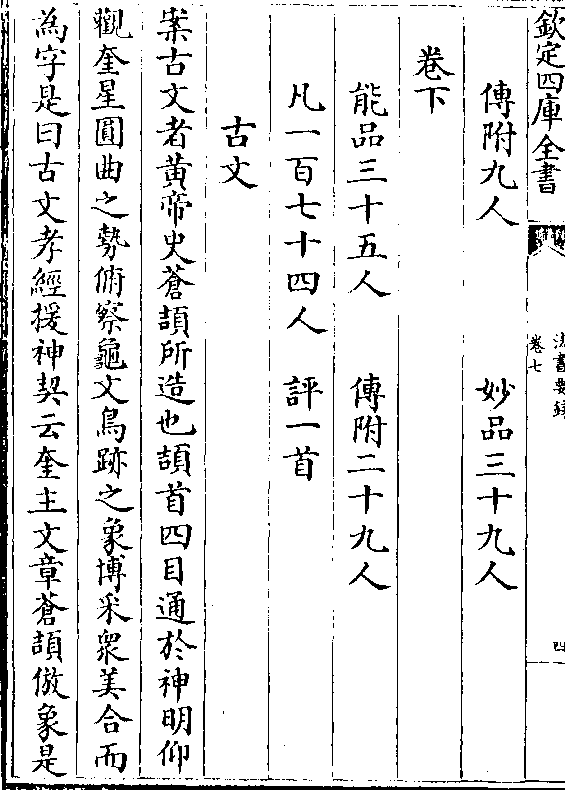 欽定四庫全書
法書要錄
卷七
四
傳附九人　妙品三十九人
卷下
能品三十五人　傳附二十九人
凡一百七十四人　評一首
古文
案古文者黃帝史蒼頡所造也頡首四目通於神明仰
觀奎星圓曲之勢俯察龜文鳥跡之象博采衆美合而
為字是曰古文孝經援神契云奎主文章蒼頡倣象是